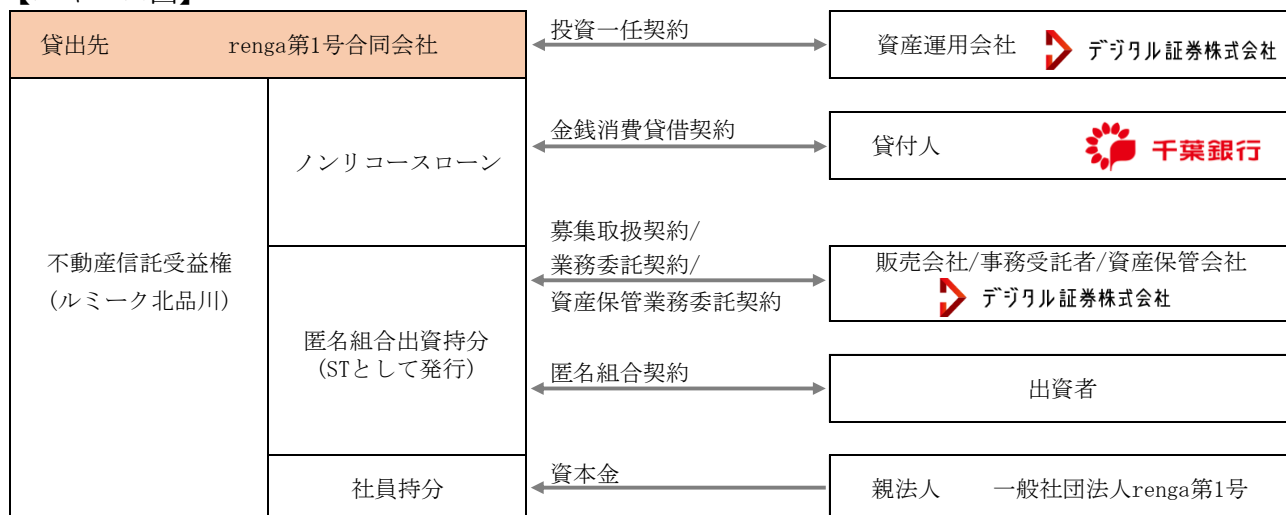 貸出先 renga第1号合同会社
投資一任契約
資産運用会社 デジタル証券株式会社
不動産信託受益権
(ルミーク北品川)
ノンリコースローン
金銭消費貸借契約
貸付人 千葉銀行
匿名組合出資持分
(STとして発行)
募集取扱契約/
業務委託契約/
資産保管業務委託契約
販売会社/事務受託者/資産保管会社
デジタル証券株式会社
匿名組合契約
出資者
社員持分
資本金
親法人 一般社団法人renga第1号